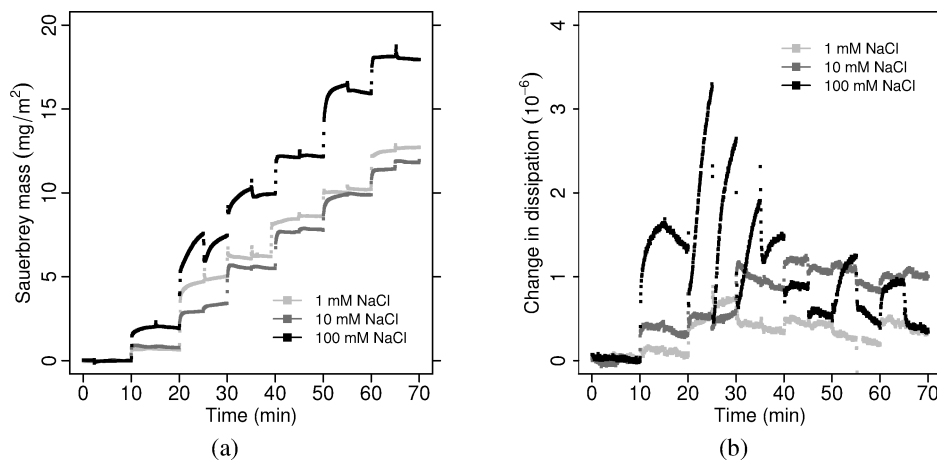 Sauerbrey mass (mg/m²)
20
15
10
5
0
1 mM NaCl
10 mM NaCl
100 mM NaCl
0 10 20 30 40 50 60 70
Time (min)
(a)
Change in dissipation (10⁻⁶)
4
3
2
1
0
1 mM NaCl
10 mM NaCl
100 mM NaCl
0 10 20 30 40 50 60 70
Time (min)
(b)